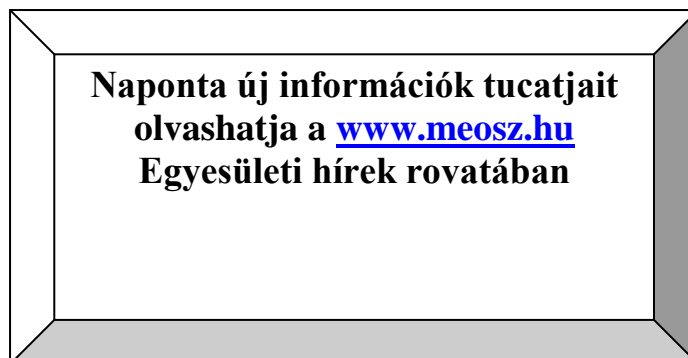 Naponta új információk tucatjait
olvashatja a www.meosz.hu
Egyesületi hírek rovatában